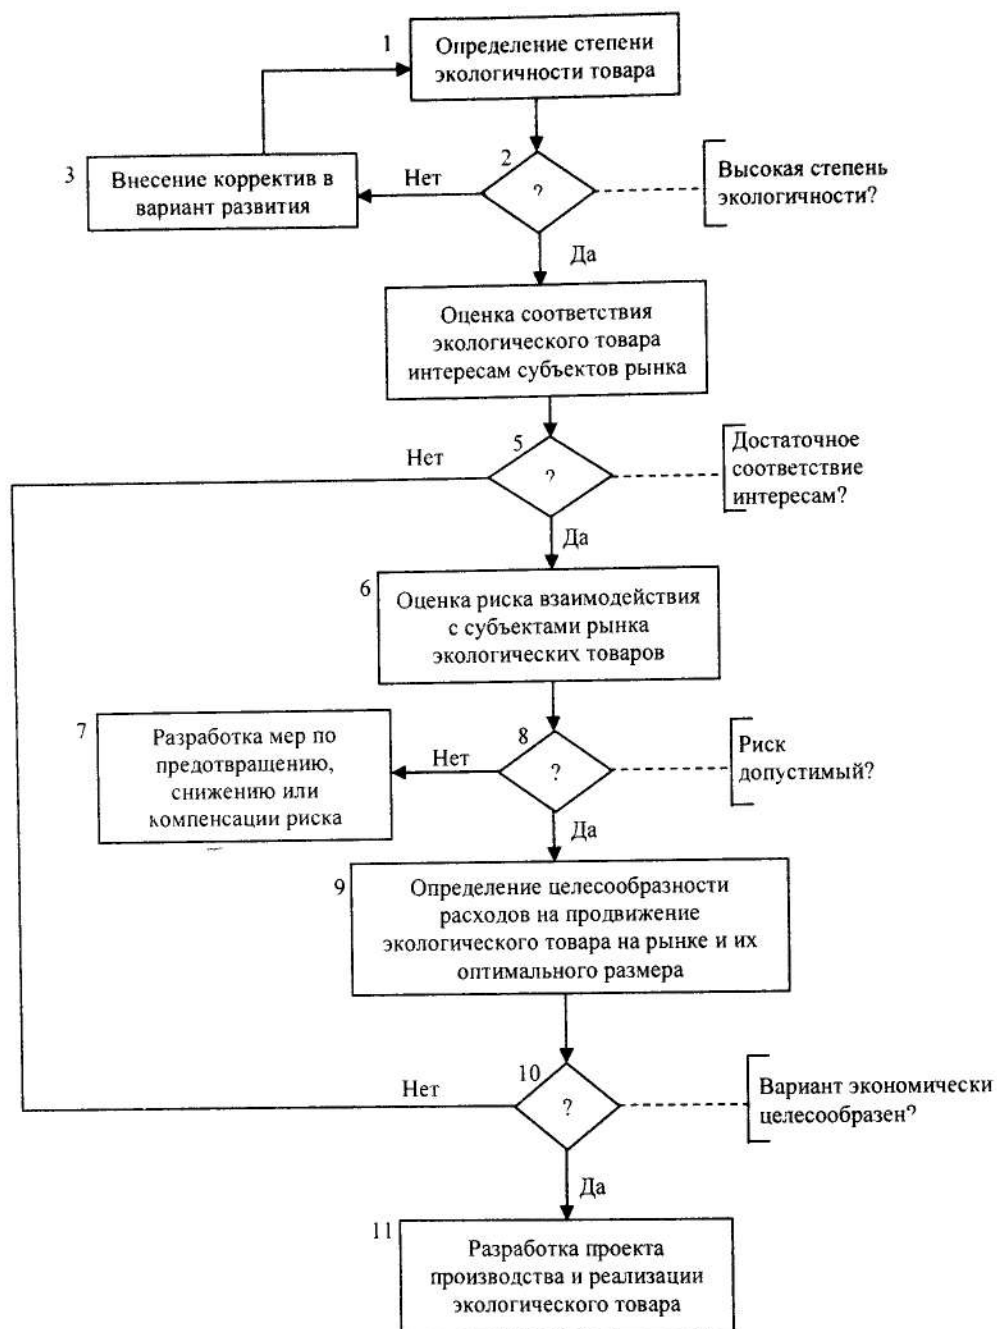 1
Определение степени
экологичности товара
2
?
Высокая степень
экологичности?
Нет
3
Внесение корректив в
вариант развития
Да
Оценка соответствия
экологического товара
интересам субъектов рынка
5
?
Нет
Достаточное
соответствие
интересам?
Да
6
Оценка риска взаимодействия
с субъектами рынка
экологических товаров
7
Разработка мер по
предотвращению,
снижению или
компенсации риска
Нет
8
?
Риск
допустимый?
Да
9
Определение целесообразности
расходов на продвижение
экологического товара на рынке и их
оптимального размера
10
?
Нет
Вариант экономически
целесообразен?
Да
11
Разработка проекта
производства и реализации
экологического товара